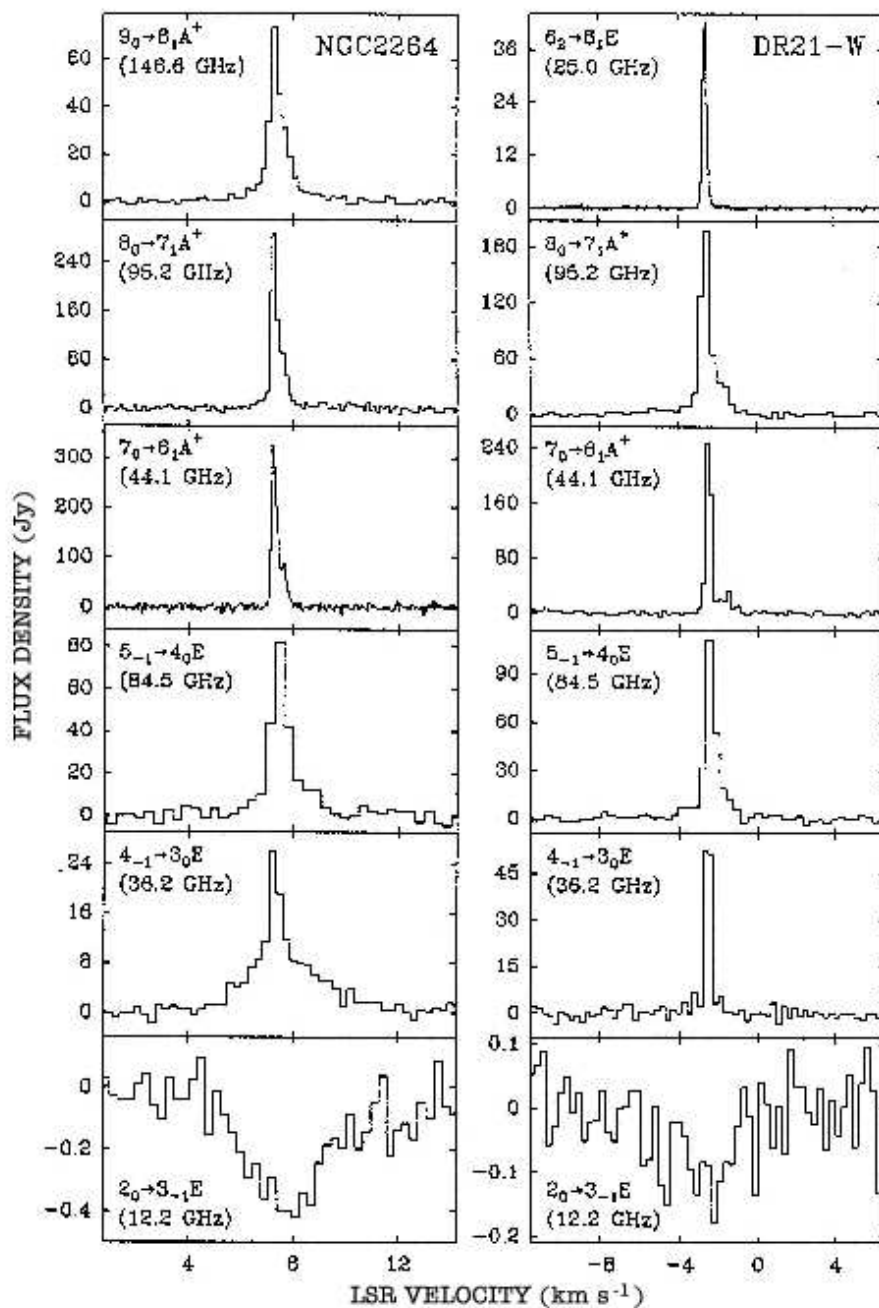 FLUX DENSITY (Jy)
NGC2264
9₀→8₁A⁺
(146.6 GHz)
60
40
20
0
8₀→7₁A⁺
(95.2 GHz)
240
160
80
0
7₀→6₁A⁺
(44.1 GHz)
300
200
100
0
5₋₁→4₀E
(84.5 GHz)
80
60
40
20
0
4₋₁→3₀E
(36.2 GHz)
24
16
8
0
0
−0.2
−0.4
2₀→3₋₁E
(12.2 GHz)
4 8 12
DR21-W
6₂→6₁E
(25.0 GHz)
36
24
12
0
8₀→7₁A⁺
(95.2 GHz)
180
120
60
0
7₀→6₁A⁺
(44.1 GHz)
240
160
80
0
5₋₁→4₀E
(84.5 GHz)
90
60
30
0
4₋₁→3₀E
(36.2 GHz)
45
30
15
0
0.1
0
−0.1
−0.2
2₀→3₋₁E
(12.2 GHz)
−8 −4 0 4
LSR VELOCITY (km s⁻¹)